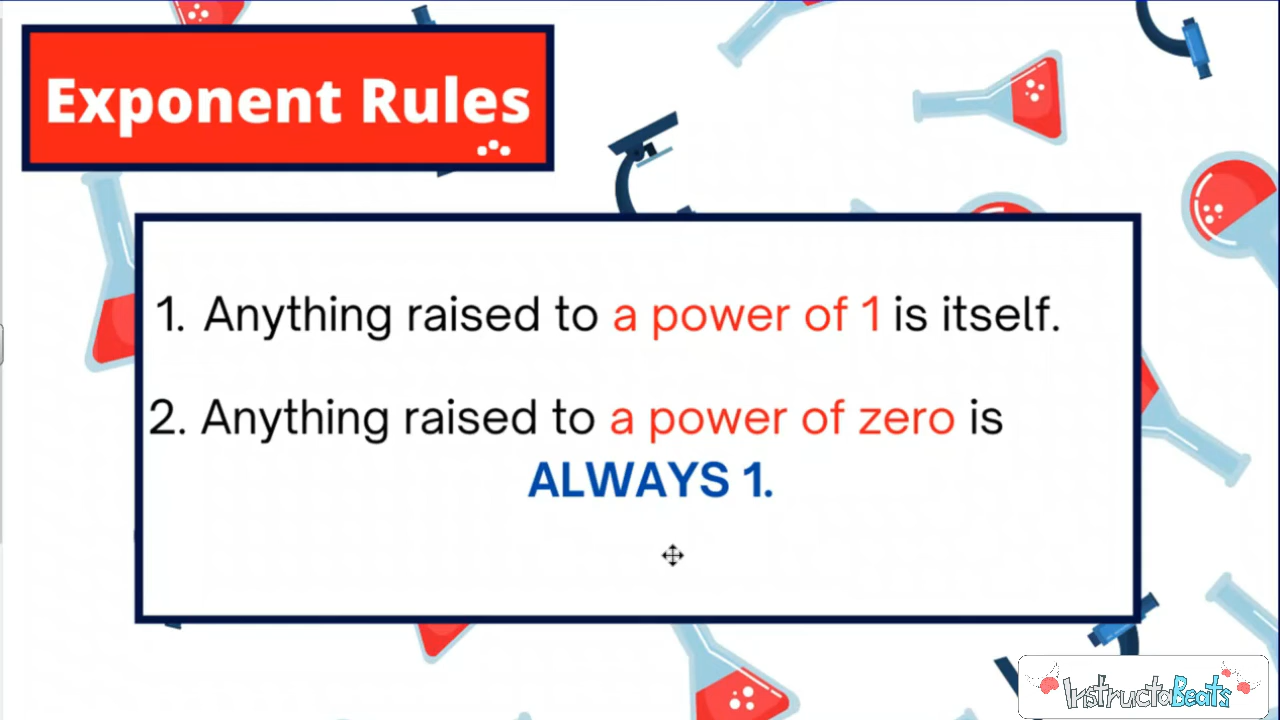 Exponent Rules
1. Anything raised to a power of 1 is itself.
2. Anything raised to a power of zero is
ALWAYS 1.
InstructaBeats